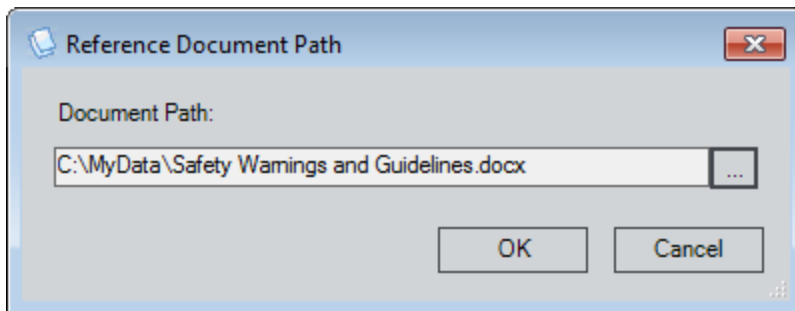 Reference Document Path
Document Path:
C:\MyData\Safety Warnings and Guidelines.docx
...
OK
Cancel